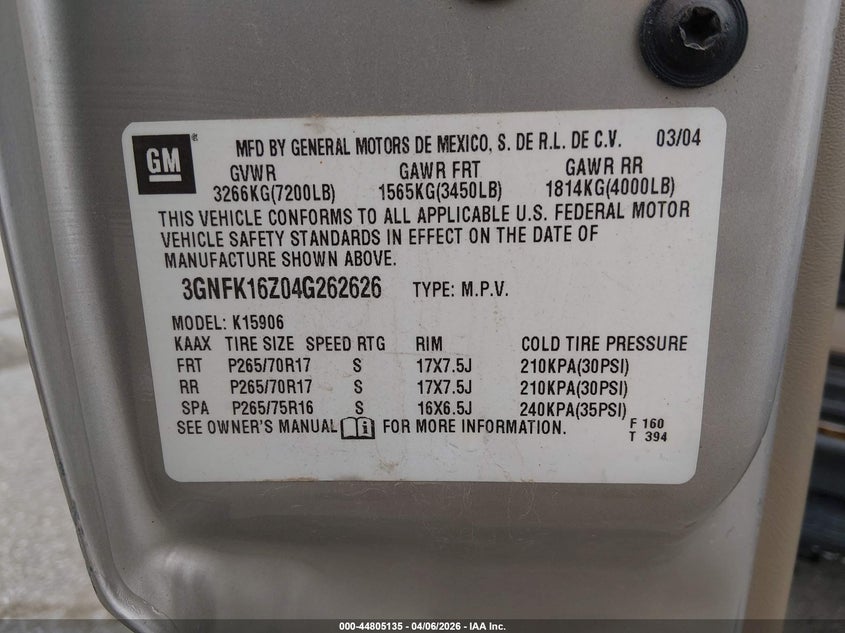 GM® MFD BY GENERAL MOTORS DE MEXICO, S. DE R.L. DE C.V. 03/04
GVWR GAWR FRT GAWR RR
3266KG(7200LB) 1565KG(3450LB) 1814KG(4000LB)
THIS VEHICLE CONFORMS TO ALL APPLICABLE U.S. FEDERAL MOTOR
VEHICLE SAFETY STANDARDS IN EFFECT ON THE DATE OF
MANUFACTURE SHOWN ABOVE.
3GNFK16Z04G262626 TYPE: M.P.V.
MODEL: K15906
KAAX TIRE SIZE SPEED RTG RIM COLD TIRE PRESSURE
FRT P265/70R17 S 17X7.5J 210KPA(30PSI)
RR P265/70R17 S 17X7.5J 210KPA(30PSI)
SPA P265/75R16 S 16X6.5J 240KPA(35PSI)
SEE OWNER'S MANUAL i FOR MORE INFORMATION. F 160
T 394
000-44805135 - 04/06/2026 - IAA Inc.